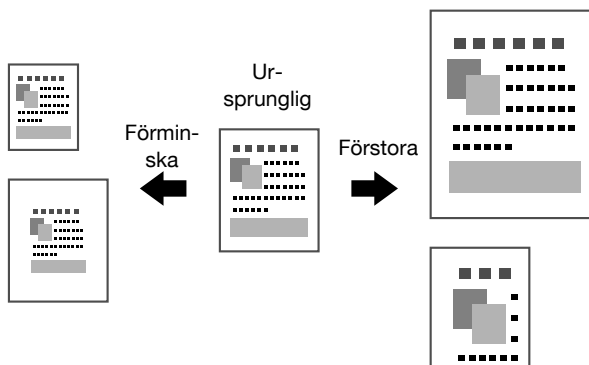 Ur-
sprunglig
Förmin-
ska
Förstora